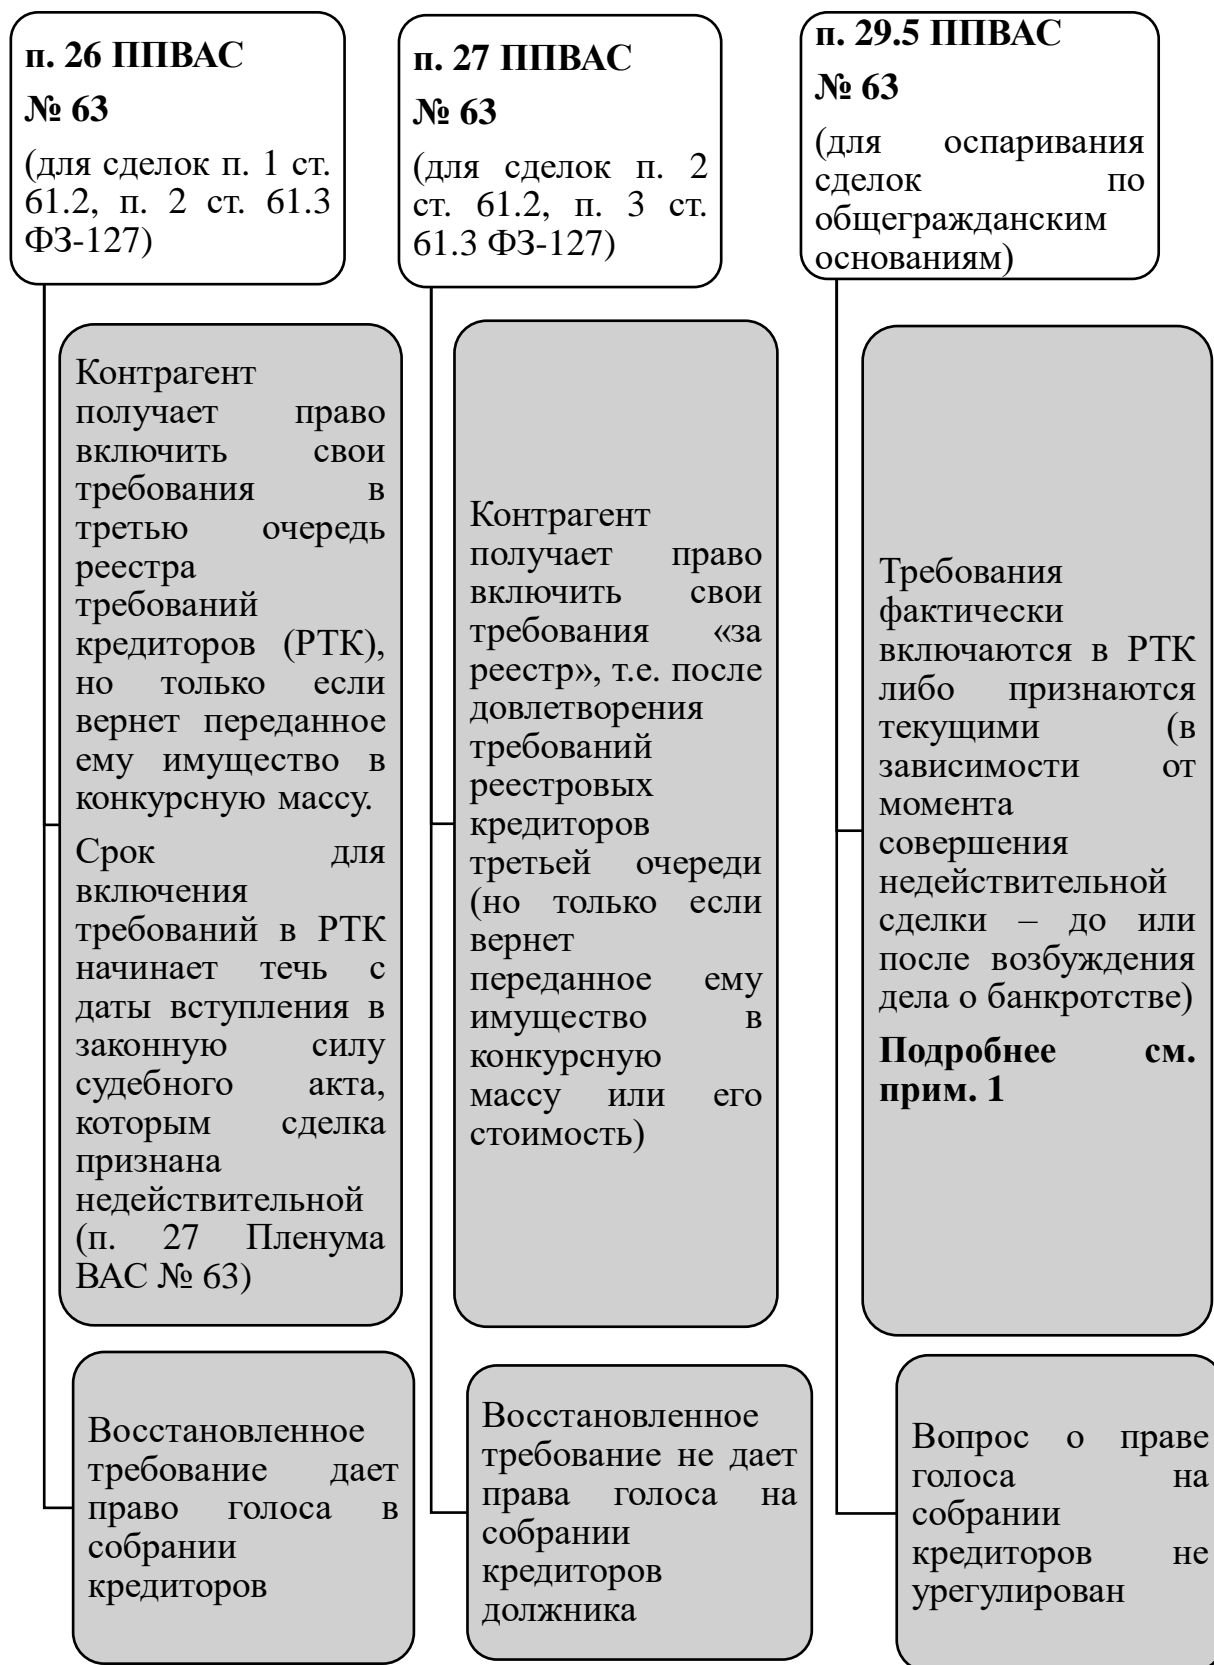 п. 26 ППВАС
№ 63
(для сделок п. 1 ст.
61.2, п. 2 ст. 61.3
ФЗ-127)
Контрагент
получает право
включить свои
требования в
третью очередь
реестра
требований
кредиторов (РТК),
но только если
вернет переданное
ему имущество в
конкурсную массу.
Срок для
включения
требований в РТК
начинает течь с
даты вступления в
законную силу
судебного акта,
которым сделка
признана
недействительной
(п. 27 Пленума
ВАС № 63)
Восстановленное
требование дает
право голоса в
собрании
кредиторов
п. 27 ППВАС
№ 63
(для сделок п. 2
ст. 61.2, п. 3 ст.
61.3 ФЗ-127)
Контрагент
получает право
включить свои
требования «за
реестр», т.е. после
довлетворения
требований
реестровых
кредиторов
третьей очереди
(но только если
вернет
переданное ему
имущество в
конкурсную
массу или его
стоимость)
Восстановленное
требование не дает
права голоса на
собрании
кредиторов
должника
п. 29.5 ППВАС
№ 63
(для оспаривания
сделок по
общегражданским
основаниям)
Требования
фактически
включаются в РТК
либо признаются
текущими (в
зависимости от
момента
совершения
недействительной
сделки – до или
после возбуждения
дела о банкротстве)
Подробнее см.
прим. 1
Вопрос о праве
голоса на
собрании
кредиторов не
урегулирован